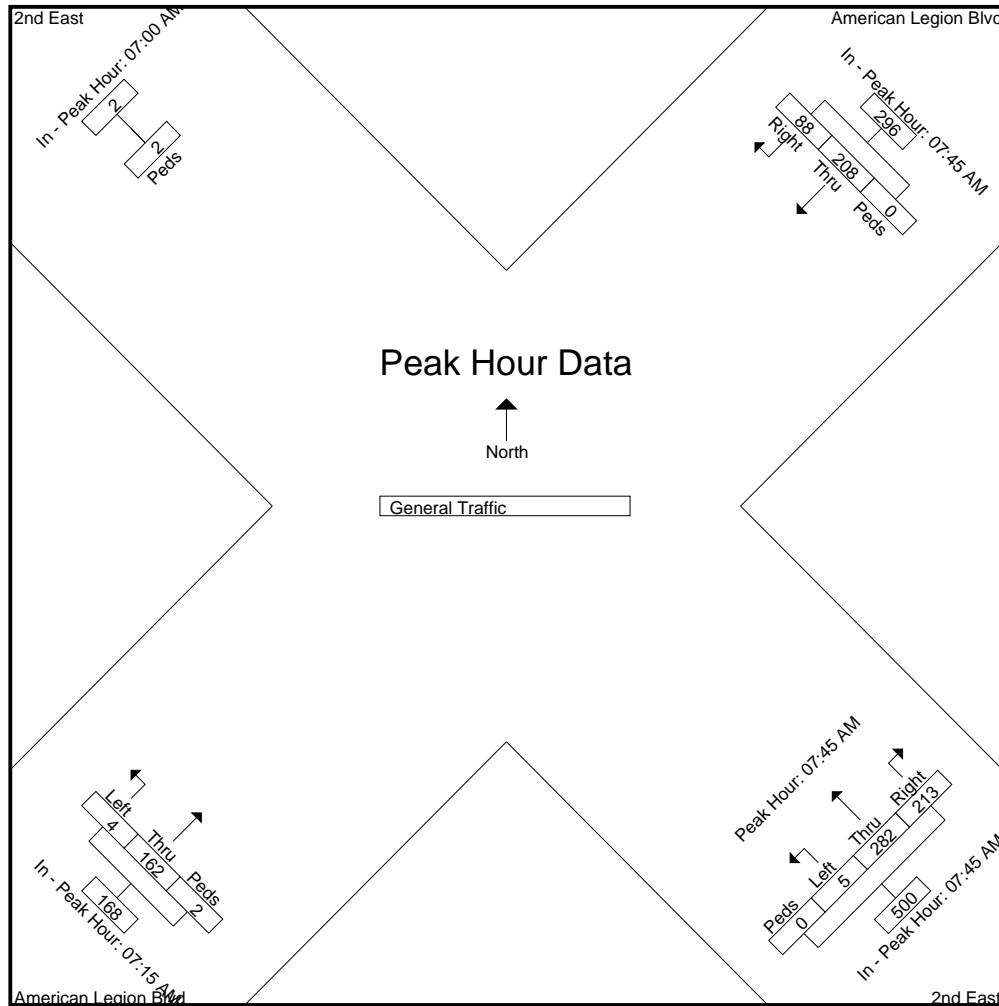 2nd East
American Legion Blvd
In - Peak Hour: 07:00 AM
2
2
Peds
In - Peak Hour: 07:45 AM
296
88
208
0
Right
Thru
Peds
Peak Hour Data
North
General Traffic
Peak Hour: 07:45 AM
Left
Thru
Peds
4
162
2
168
In - Peak Hour: 07:15 AM
Peds
Left
Thru
Right
0
5
282
213
500
In - Peak Hour: 07:45 AM
American Legion Blvd
2nd East